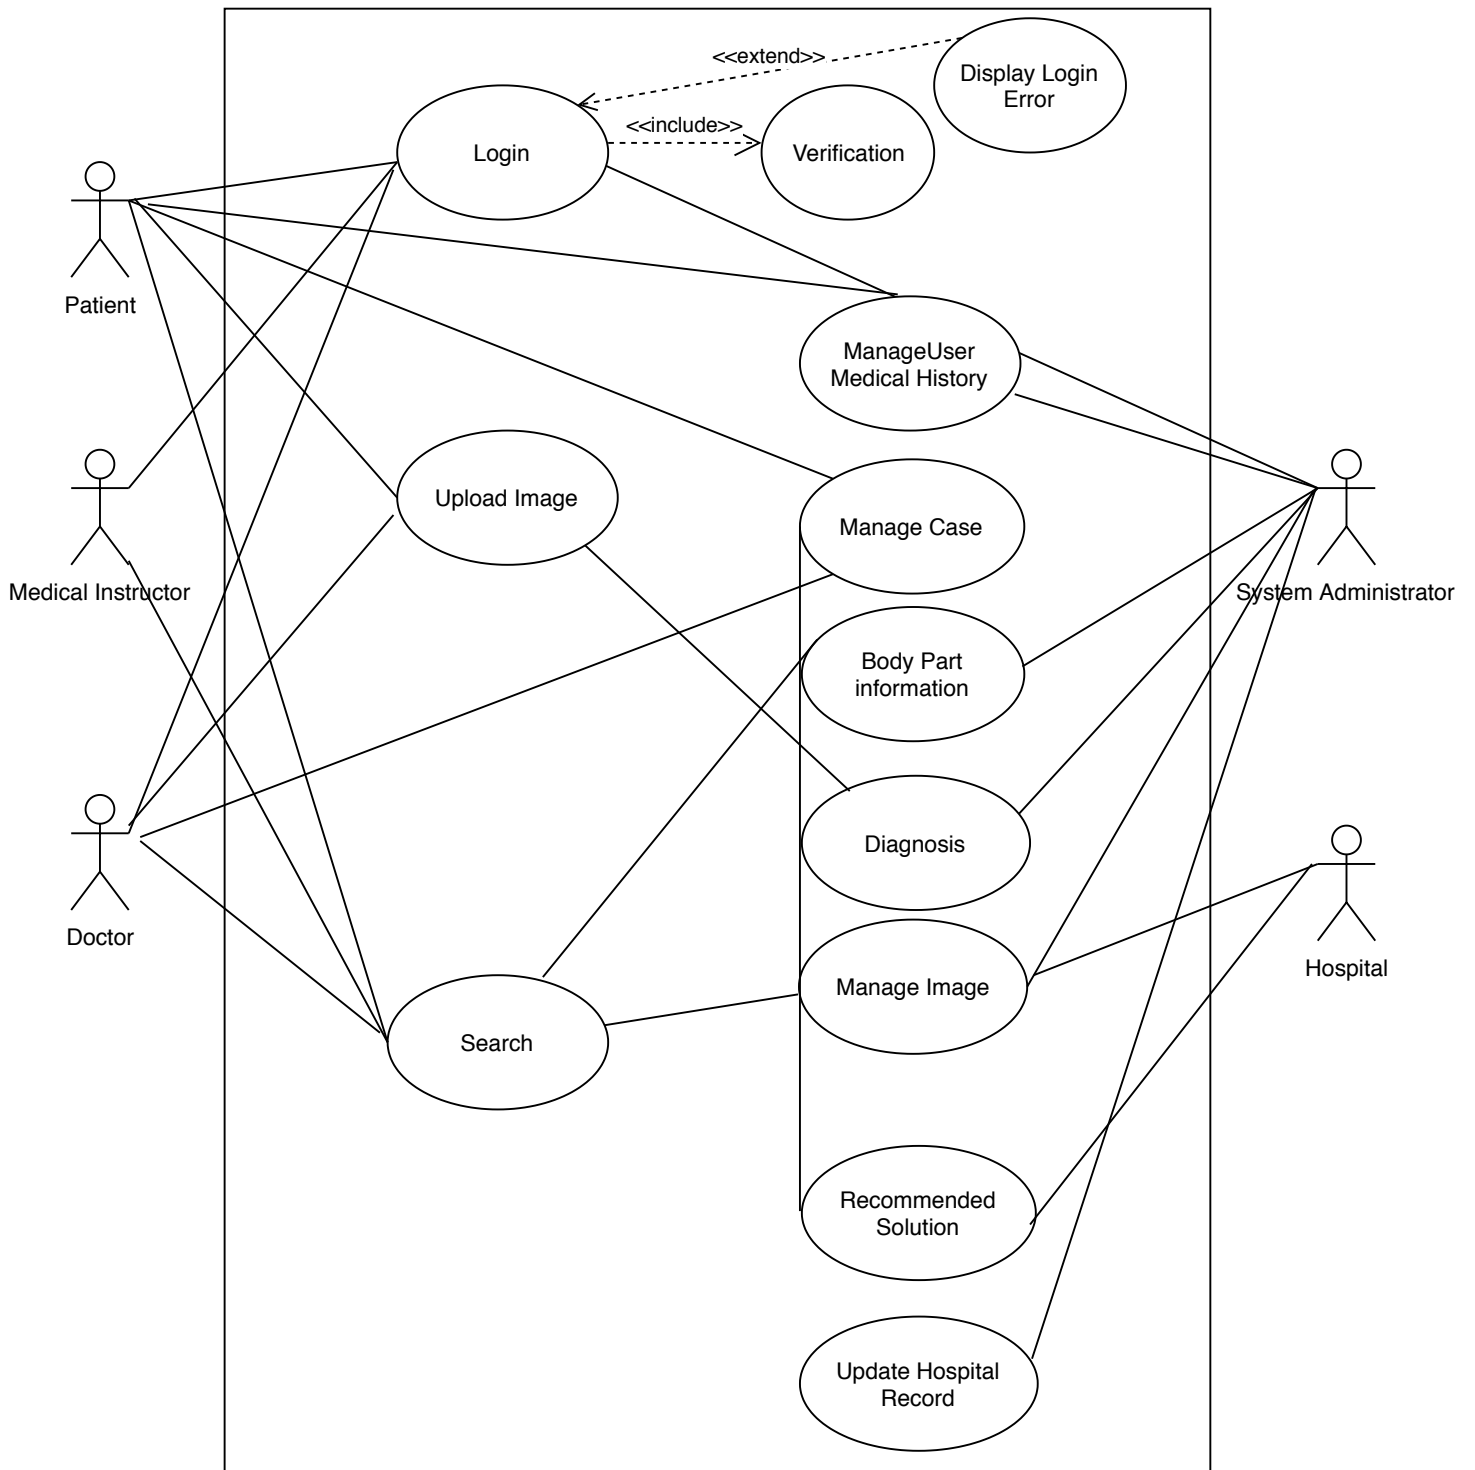 <<extend>>
Display Login
Error
<<include>>
Login
Verification
Patient
ManageUser
Medical History
Upload Image
Manage Case
Medical Instructor
System Administrator
Body Part
information
Diagnosis
Doctor
Hospital
Manage Image
Search
Recommended
Solution
Update Hospital
Record